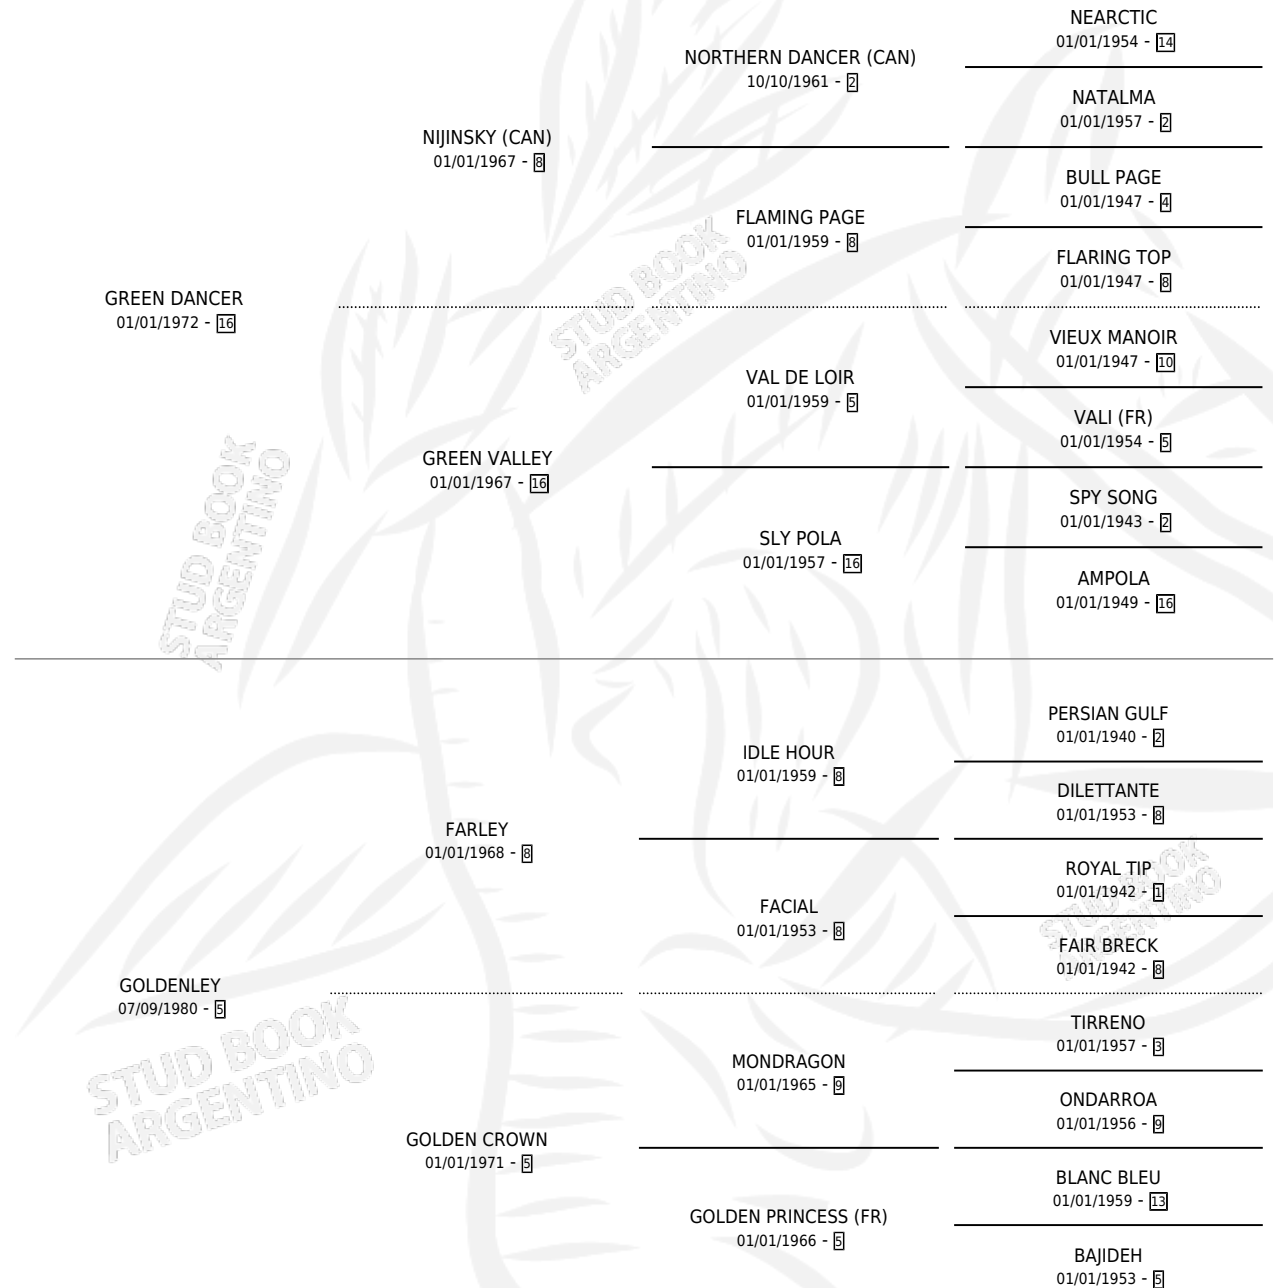 NEARCTIC
01/01/1954 - 14
NORTHERN DANCER (CAN)
10/10/1961 - 2
NATALMA
01/01/1957 - 2
NIJINSKY (CAN)
01/01/1967 - 8
BULL PAGE
01/01/1947 - 4
FLAMING PAGE
01/01/1959 - 8
FLARING TOP
01/01/1947 - 8
GREEN DANCER
01/01/1972 - 16
VIEUX MANOIR
01/01/1947 - 10
VAL DE LOIR
01/01/1959 - 5
VALI (FR)
01/01/1954 - 5
GREEN VALLEY
01/01/1967 - 16
SPY SONG
01/01/1943 - 2
SLY POLA
01/01/1957 - 16
AMPOLA
01/01/1949 - 16
PERSIAN GULF
01/01/1940 - 2
IDLE HOUR
01/01/1959 - 8
DILETTANTE
01/01/1953 - 8
FARLEY
01/01/1968 - 8
ROYAL TIP
01/01/1942 - 1
FACIAL
01/01/1953 - 8
FAIR BRECK
01/01/1942 - 8
GOLDENLEY
07/09/1980 - 5
TIRRENO
01/01/1957 - 3
MONDRAGON
01/01/1965 - 9
ONDARROA
01/01/1956 - 9
GOLDEN CROWN
01/01/1971 - 5
BLANC BLEU
01/01/1959 - 13
GOLDEN PRINCESS (FR)
01/01/1966 - 5
BAJIDEH
01/01/1953 - 5
STUD BOOK
ARGENTINO
STUD BOOK
ARGENTINO
STUD BOOK
ARGENTINO
STUD BOOK
ARGENTINO